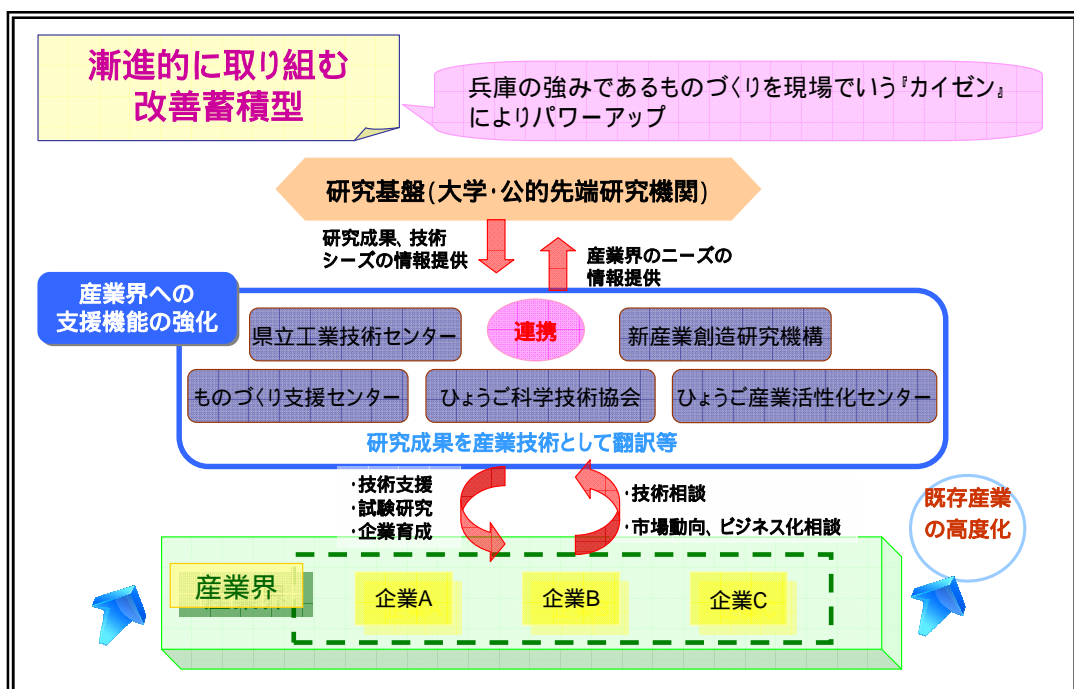 漸進的に取り組む
改善蓄積型
兵庫の強みであるものづくりを現場でいう『カイゼン』
によりパワーアップ
研究基盤(大学・公的先端研究機関)
研究成果、技術
シーズの情報提供
産業界のニーズの
情報提供
産業界への
支援機能の強化
県立工業技術センター
連携
新産業創造研究機構
ものづくり支援センター
ひょうご科学技術協会
ひょうご産業活性化センター
研究成果を産業技術として翻訳等
・技術支援
・試験研究
・企業育成
・技術相談
・市場動向、ビジネス化相談
既存産業
の高度化
産業界
企業A
企業B
企業C